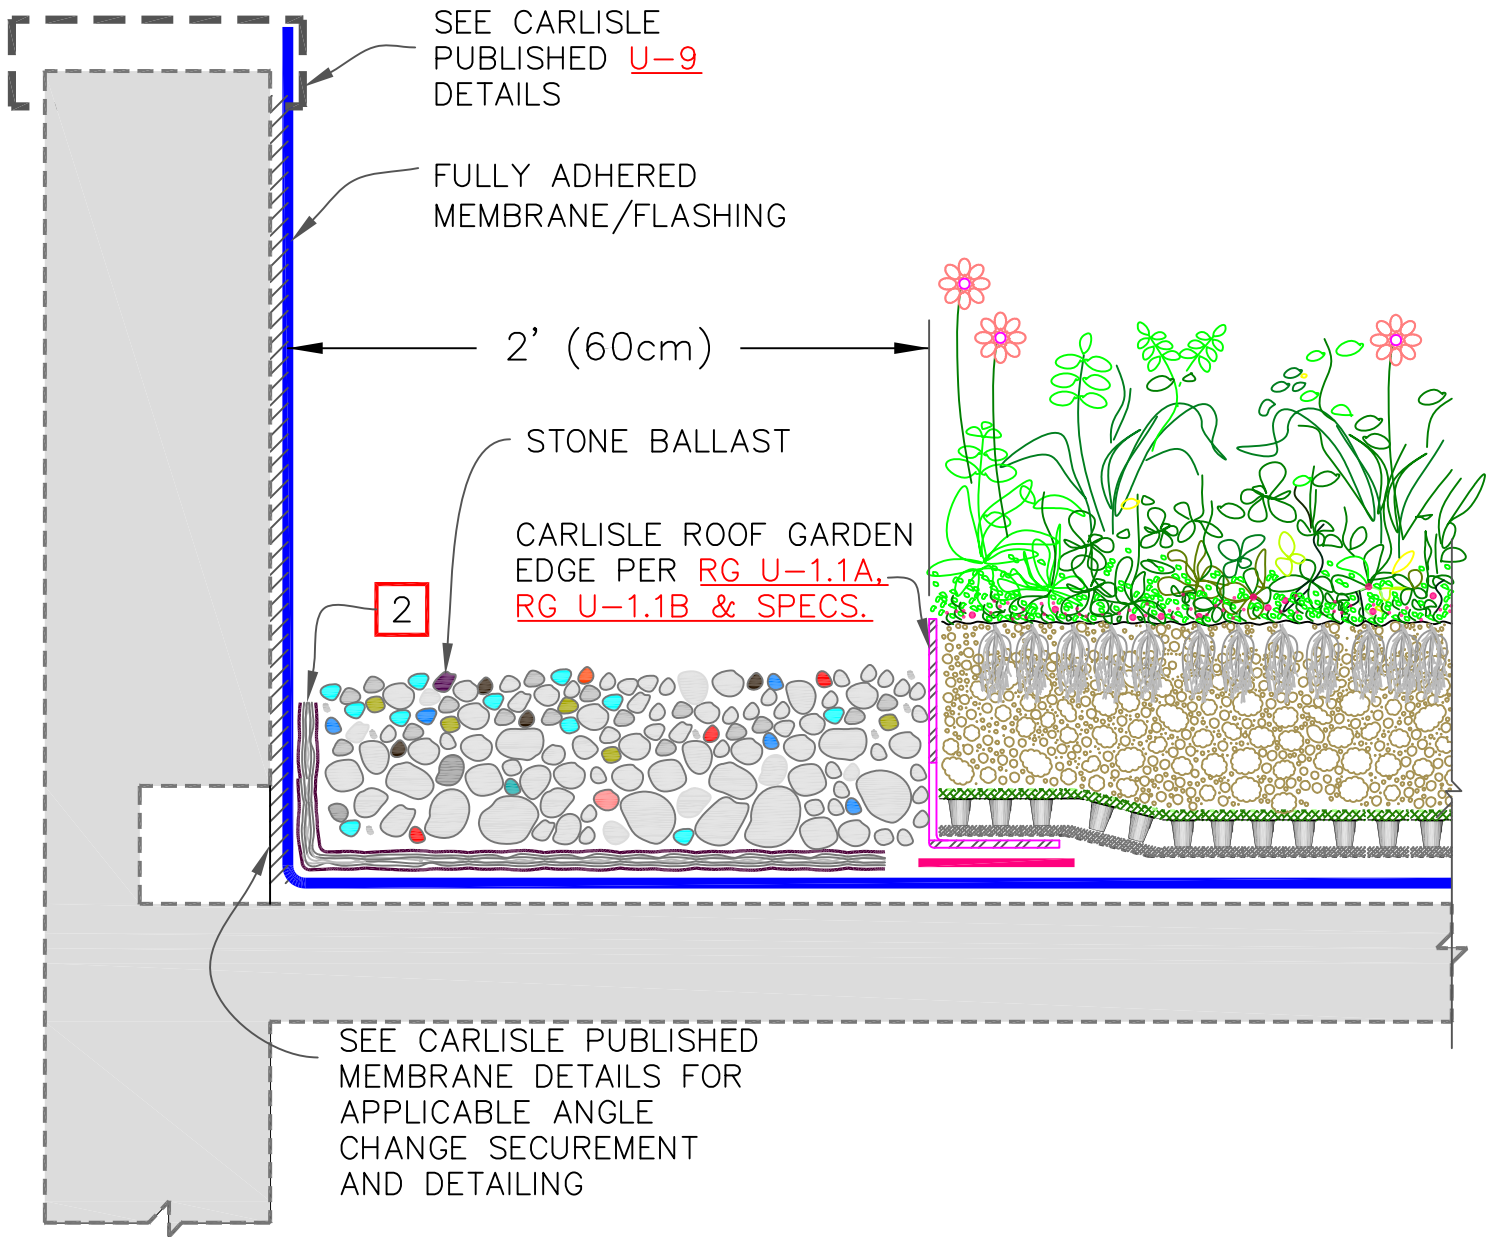 SEE CARLISLE
PUBLISHED U-9
DETAILS
FULLY ADHERED
MEMBRANE/FLASHING
2' (60cm)
STONE BALLAST
CARLISLE ROOF GARDEN
EDGE PER RG U-1.1A,
RG U-1.1B & SPECS.
2
SEE CARLISLE PUBLISHED
MEMBRANE DETAILS FOR
APPLICABLE ANGLE
CHANGE SECUREMENT
AND DETAILING